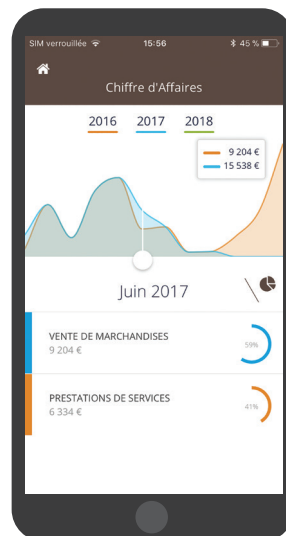 SIM verrouillée 15:56 45 %
Chiffre d'Affaires
2016 2017 2018
9 204 €
15 538 €
Juin 2017
VENTE DE MARCHANDISES
9 204 €
59%
PRESTATIONS DE SERVICES
6 334 €
41%